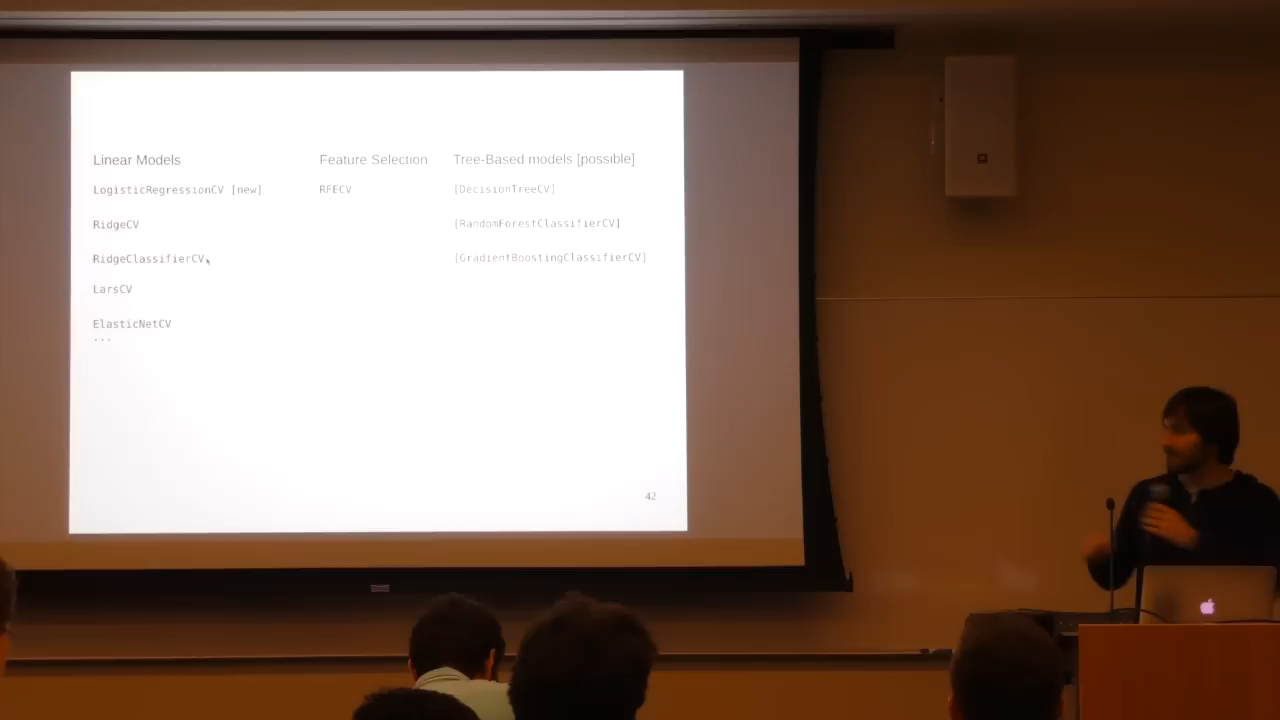 Linear Models
Feature Selection
Tree-Based models [possible]
LogisticRegressionCV [new]
RFECV
[DecisionTreeCV]
RidgeCV
[RandomForestClassifierCV]
RidgeClassifierCV
[GradientBoostingClassifierCV]
LarsCV
ElasticNetCV
...
42